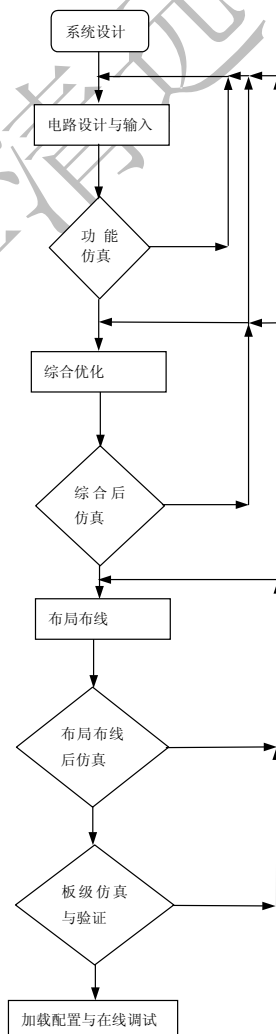 系统设计
电路设计与输入
功 能
仿真
综合优化
综合后
仿真
布局布线
布局布线
后仿真
板级仿真
与验证
加载配置与在线调试
清远